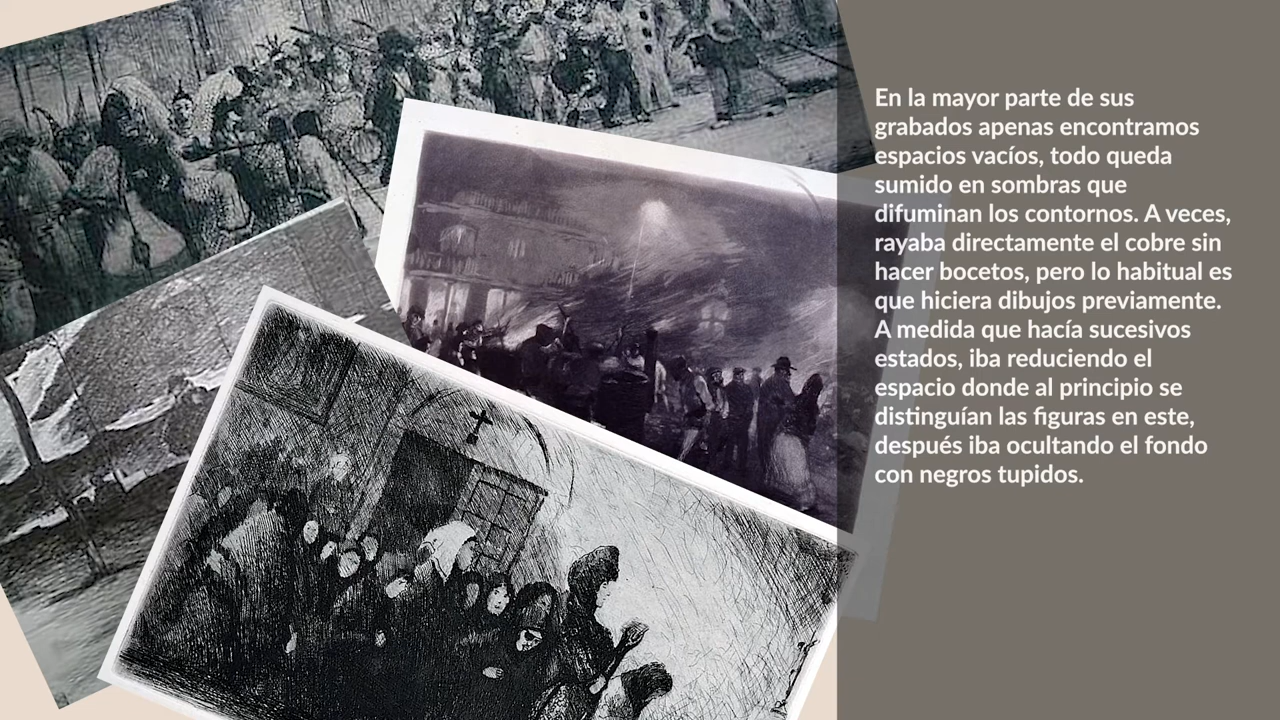 En la mayor parte de sus
grabados apenas encontramos
espacios vacíos, todo queda
sumido en sombras que
difuminan los contornos. A veces,
rayaba directamente el cobre sin
hacer bocetos, pero lo habitual es
que hiciera dibujos previamente.
A medida que hacía sucesivos
estados, iba reduciendo el
espacio donde al principio se
distinguían las figuras en este,
después iba ocultando el fondo
con negros tupidos.